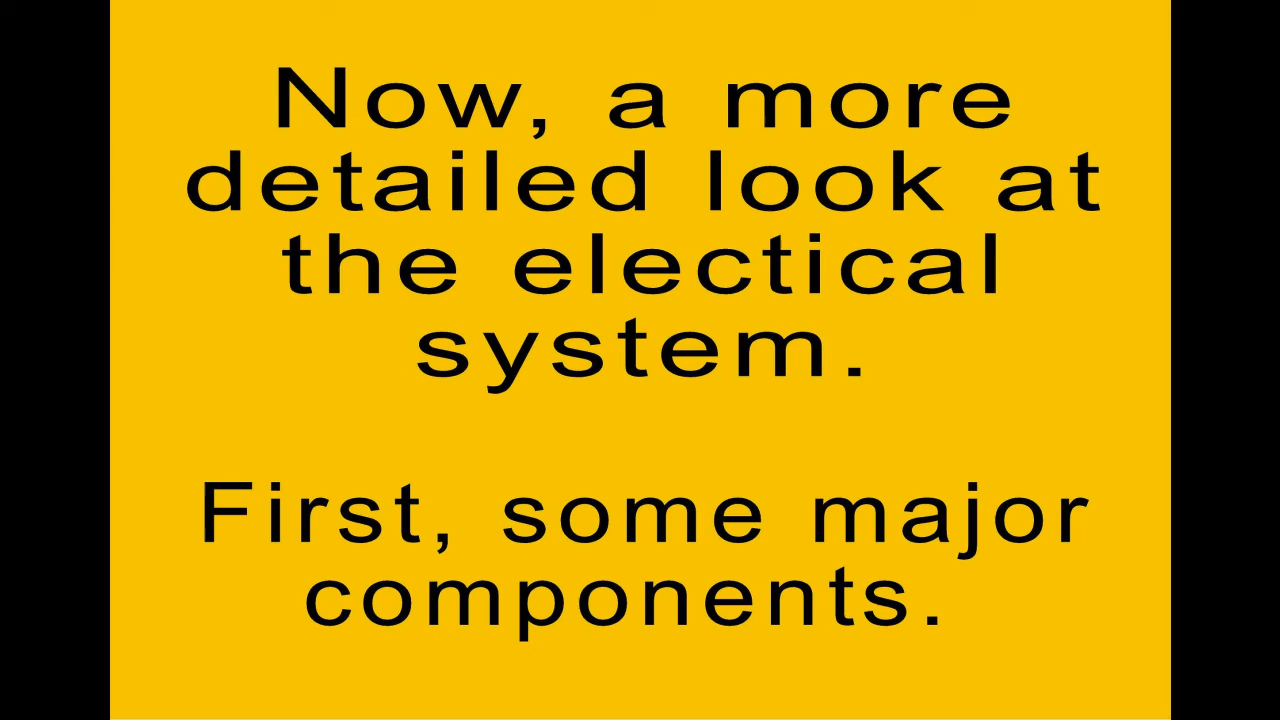 Now, a more
detailed look at
the electical
system.
First, some major
components.